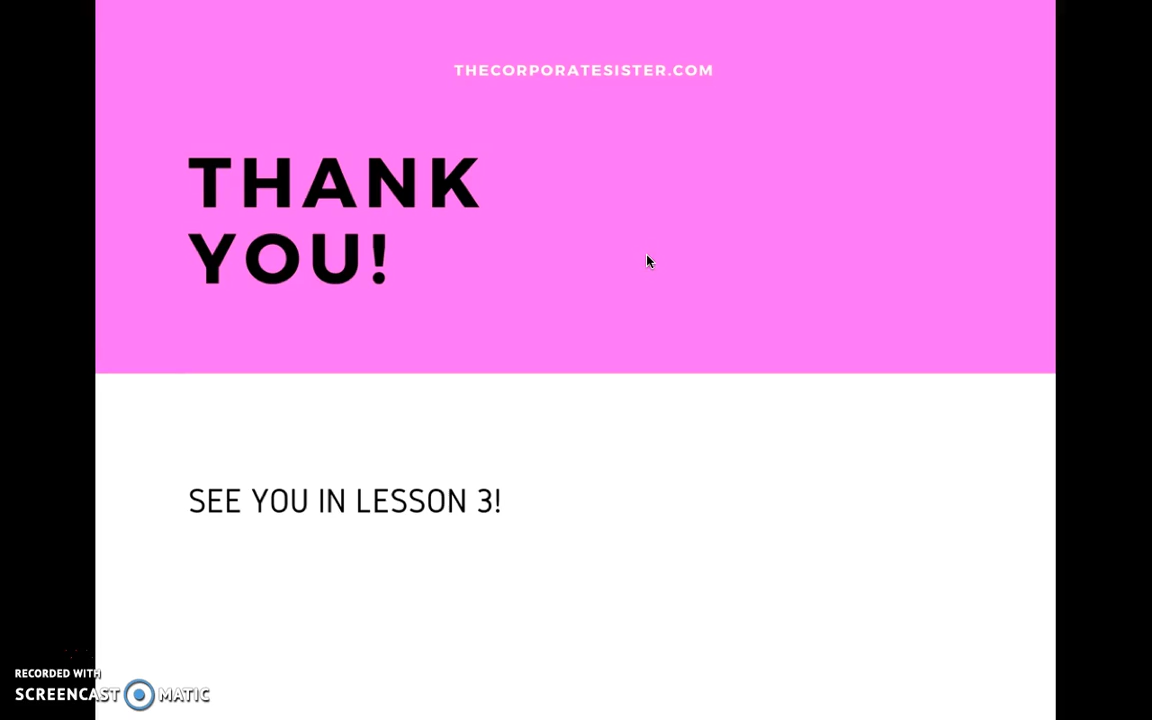 THECORPORATESISTER.COM
THANK
YOU!
SEE YOU IN LESSON 3!
RECORDED WITH
SCREENCAST MATIC